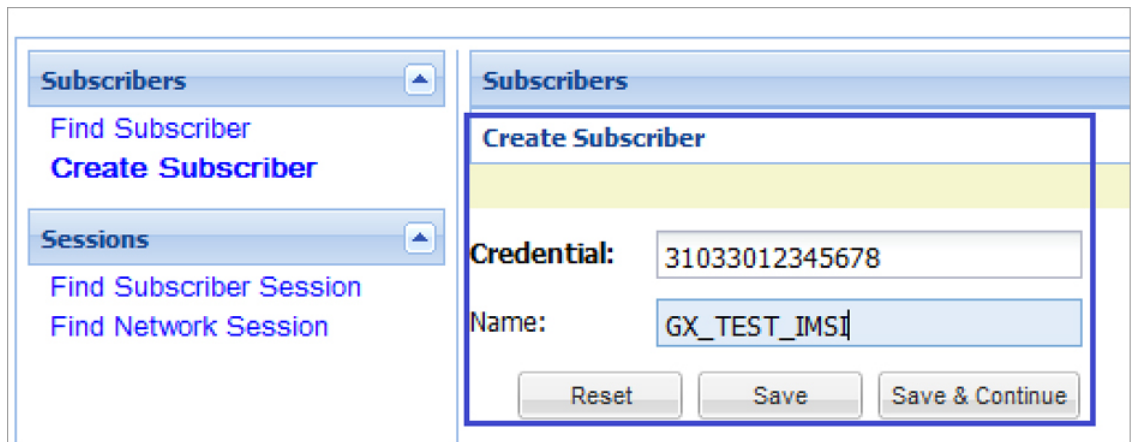 Subscribers
Find Subscriber
Create Subscriber
Sessions
Find Subscriber Session
Find Network Session
Subscribers
Create Subscriber
Credential: 31033012345678
Name: GX_TEST_IMSI
Reset Save Save & Continue